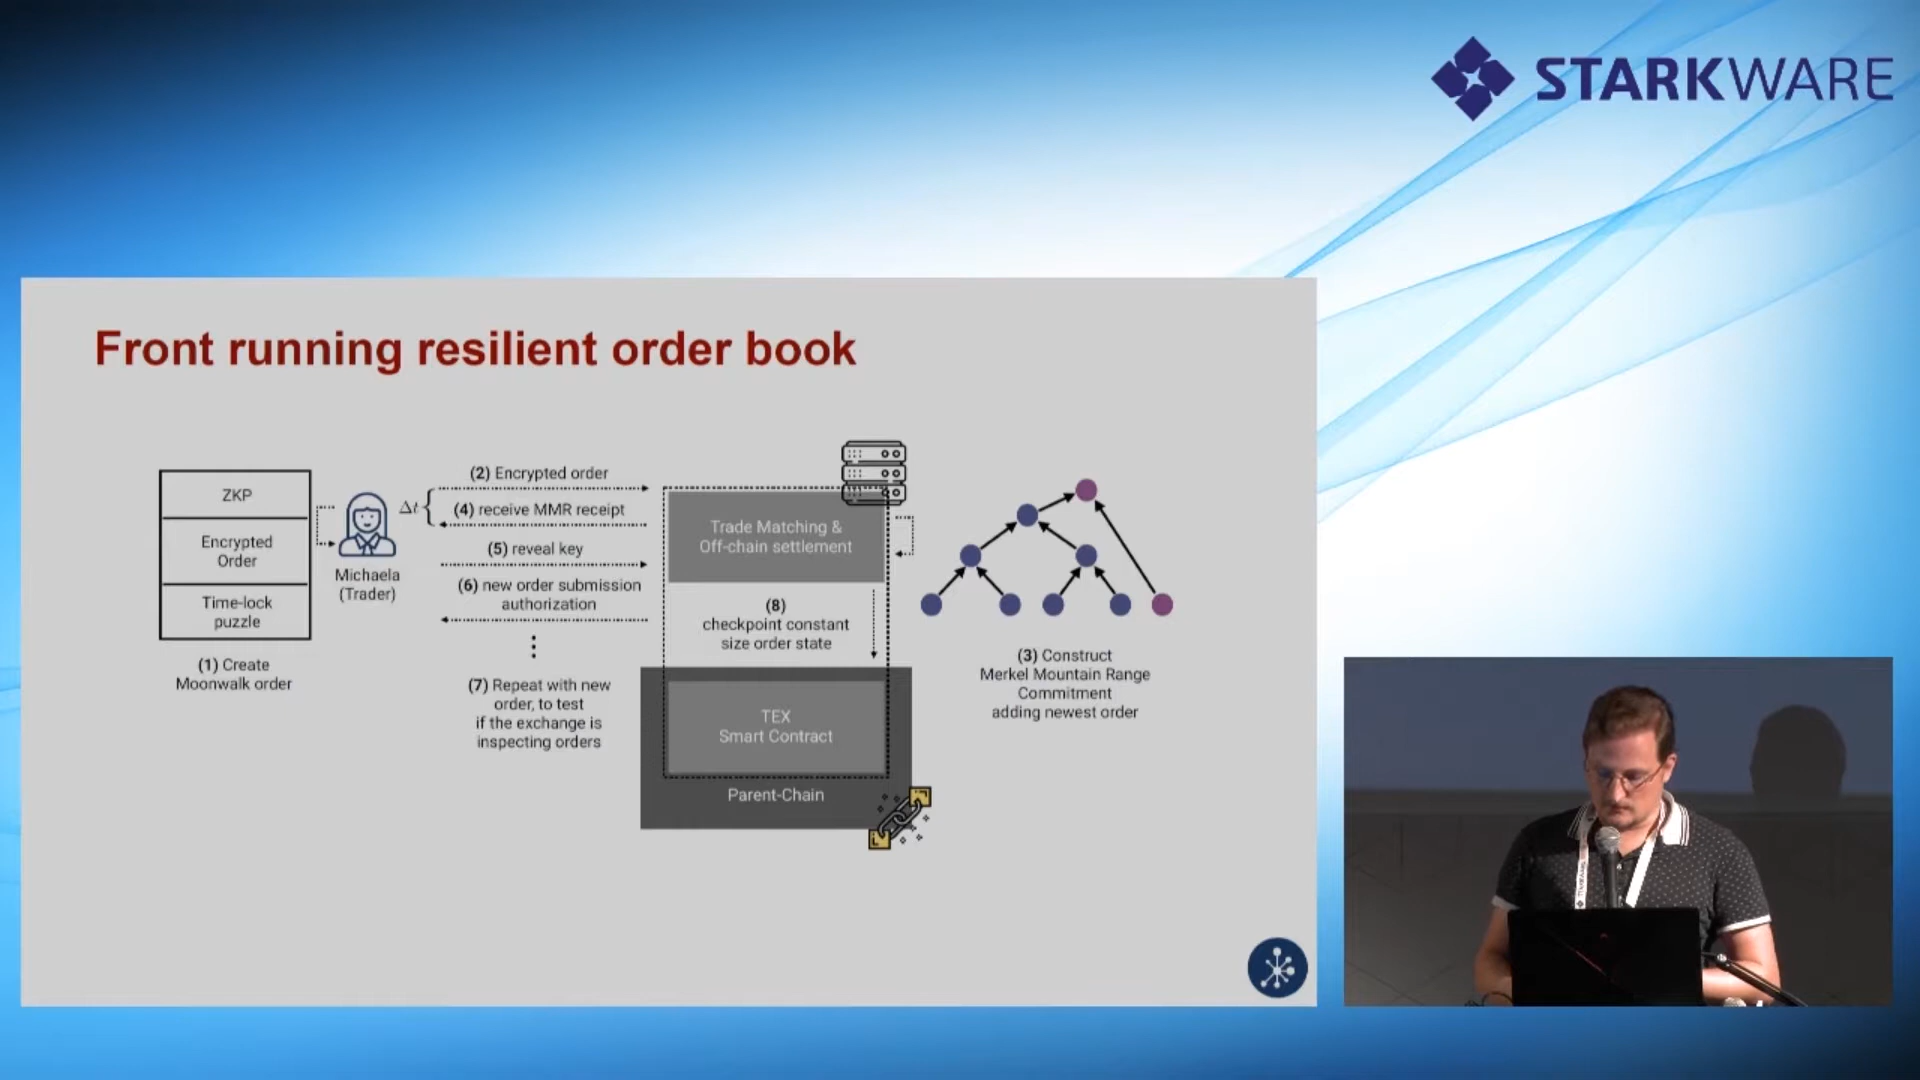 STARKWARE
Front running resilient order book
ZKP
Encrypted
Order
Time-lock
puzzle
(1) Create
Moonwalk order
Michaela
(Trader)
Δt
(2) Encrypted order
(4) receive MMR receipt
(5) reveal key
(6) new order submission
authorization
(7) Repeat with new
order, to test
if the exchange is
inspecting orders
Trade Matching &
Off-chain settlement
(8)
checkpoint constant
size order state
TEX
Smart Contract
Parent-Chain
(3) Construct
Merkel Mountain Range
Commitment
adding newest order